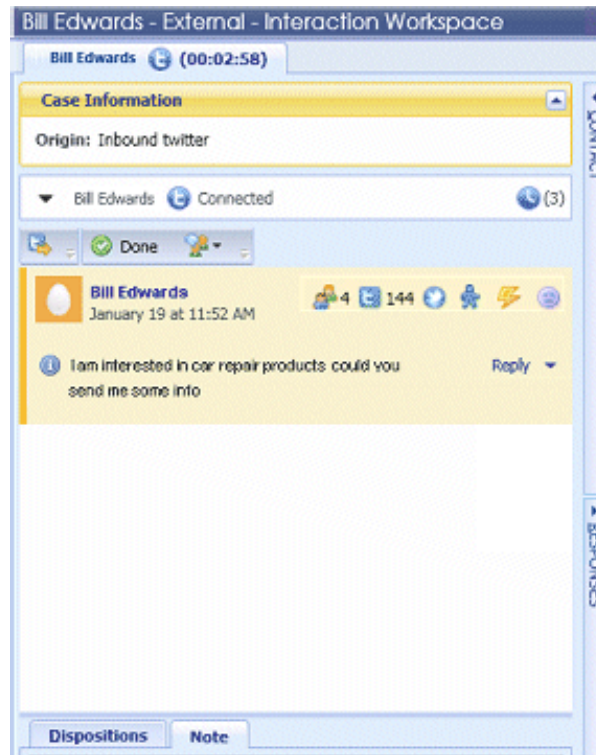 Bill Edwards - External - Interaction Workspace
Bill Edwards (00:02:58)
Case Information
Origin: Inbound twitter
CONTACT
Bill Edwards Connected (3)
Done
Bill Edwards 4 144
January 19 at 11:52 AM
I am interested in car repair products could you Reply
send me some info
RESPONSES
Dispositions Note